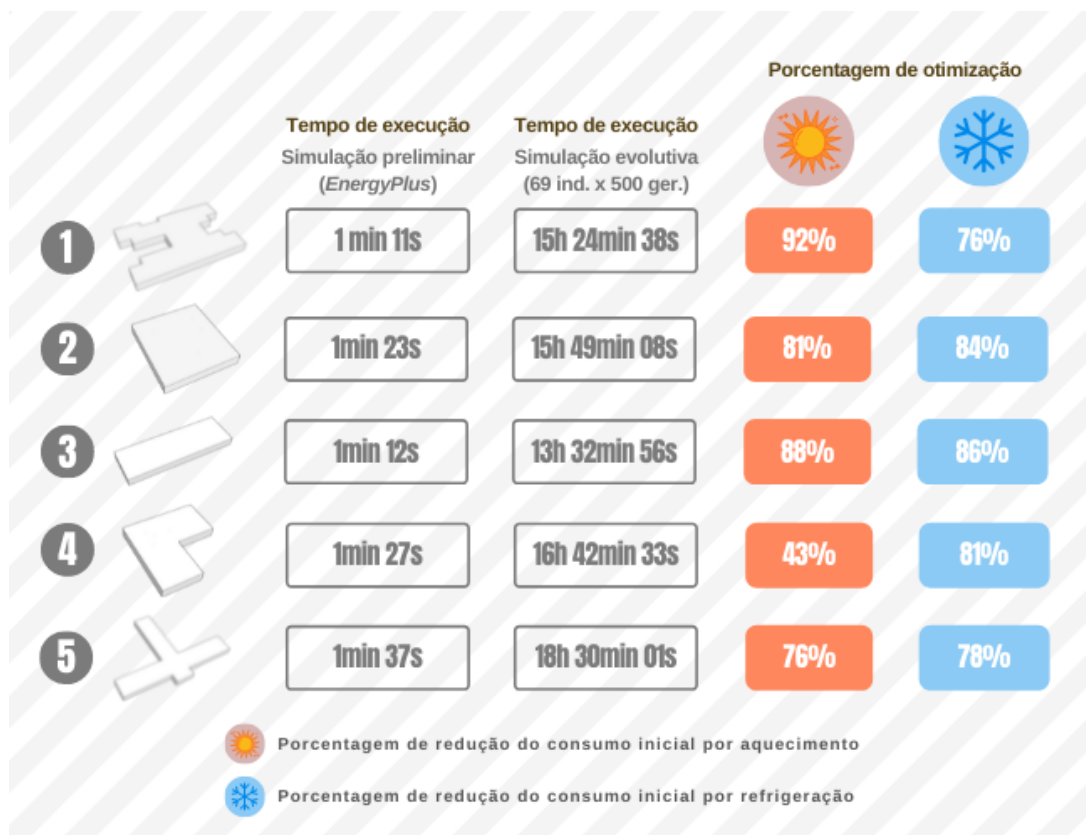 Porcentagem de otimização
Tempo de execução
Simulação preliminar
(EnergyPlus)
Tempo de execução
Simulação evolutiva
(69 ind. x 500 ger.)
1 1 min 11s 15h 24min 38s 92% 76%
2 1min 23s 15h 49min 08s 81% 84%
3 1min 12s 13h 32min 56s 88% 86%
4 1min 27s 16h 42min 33s 43% 81%
5 1min 37s 18h 30min 01s 76% 78%
Porcentagem de redução do consumo inicial por aquecimento
Porcentagem de redução do consumo inicial por refrigeração